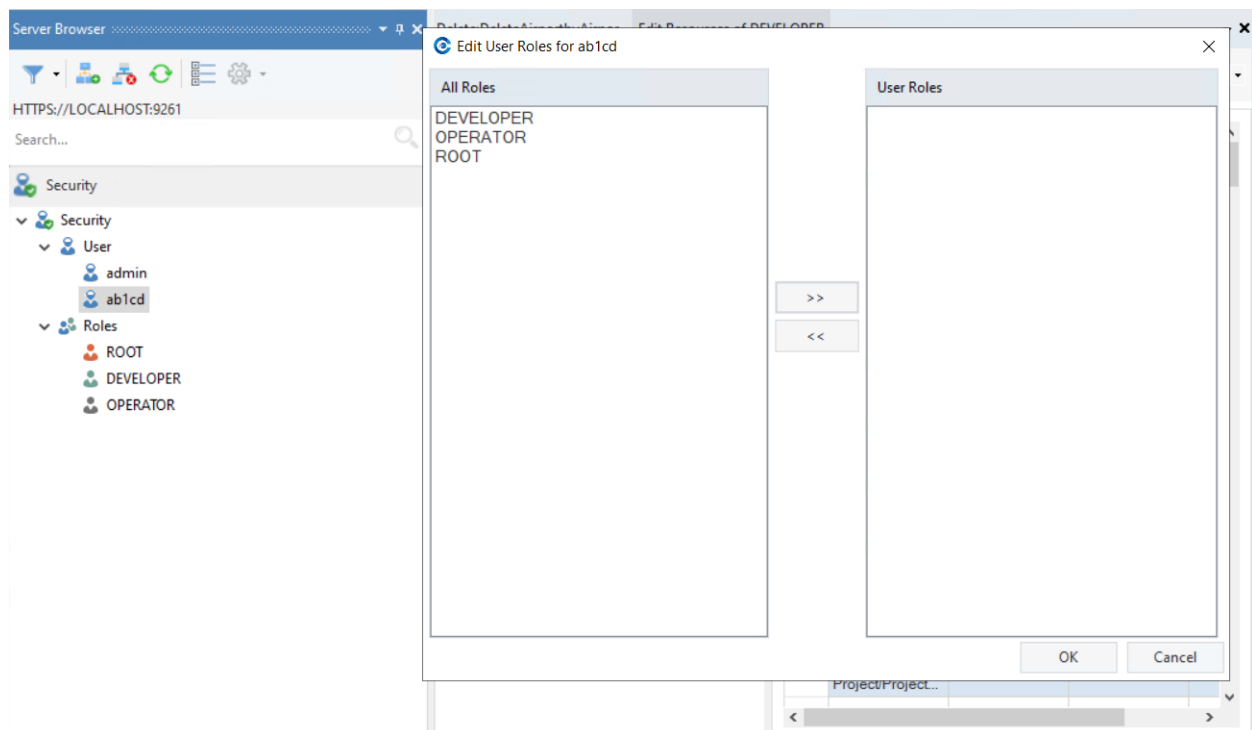 Server Browser
HTTPS://LOCALHOST:9261
Search...
Security
Security
User
admin
ab1cd
Roles
ROOT
DEVELOPER
OPERATOR
Edit User Roles for ab1cd
All Roles
DEVELOPER
OPERATOR
ROOT
>>
<<
User Roles
OK
Cancel
Project/Project...